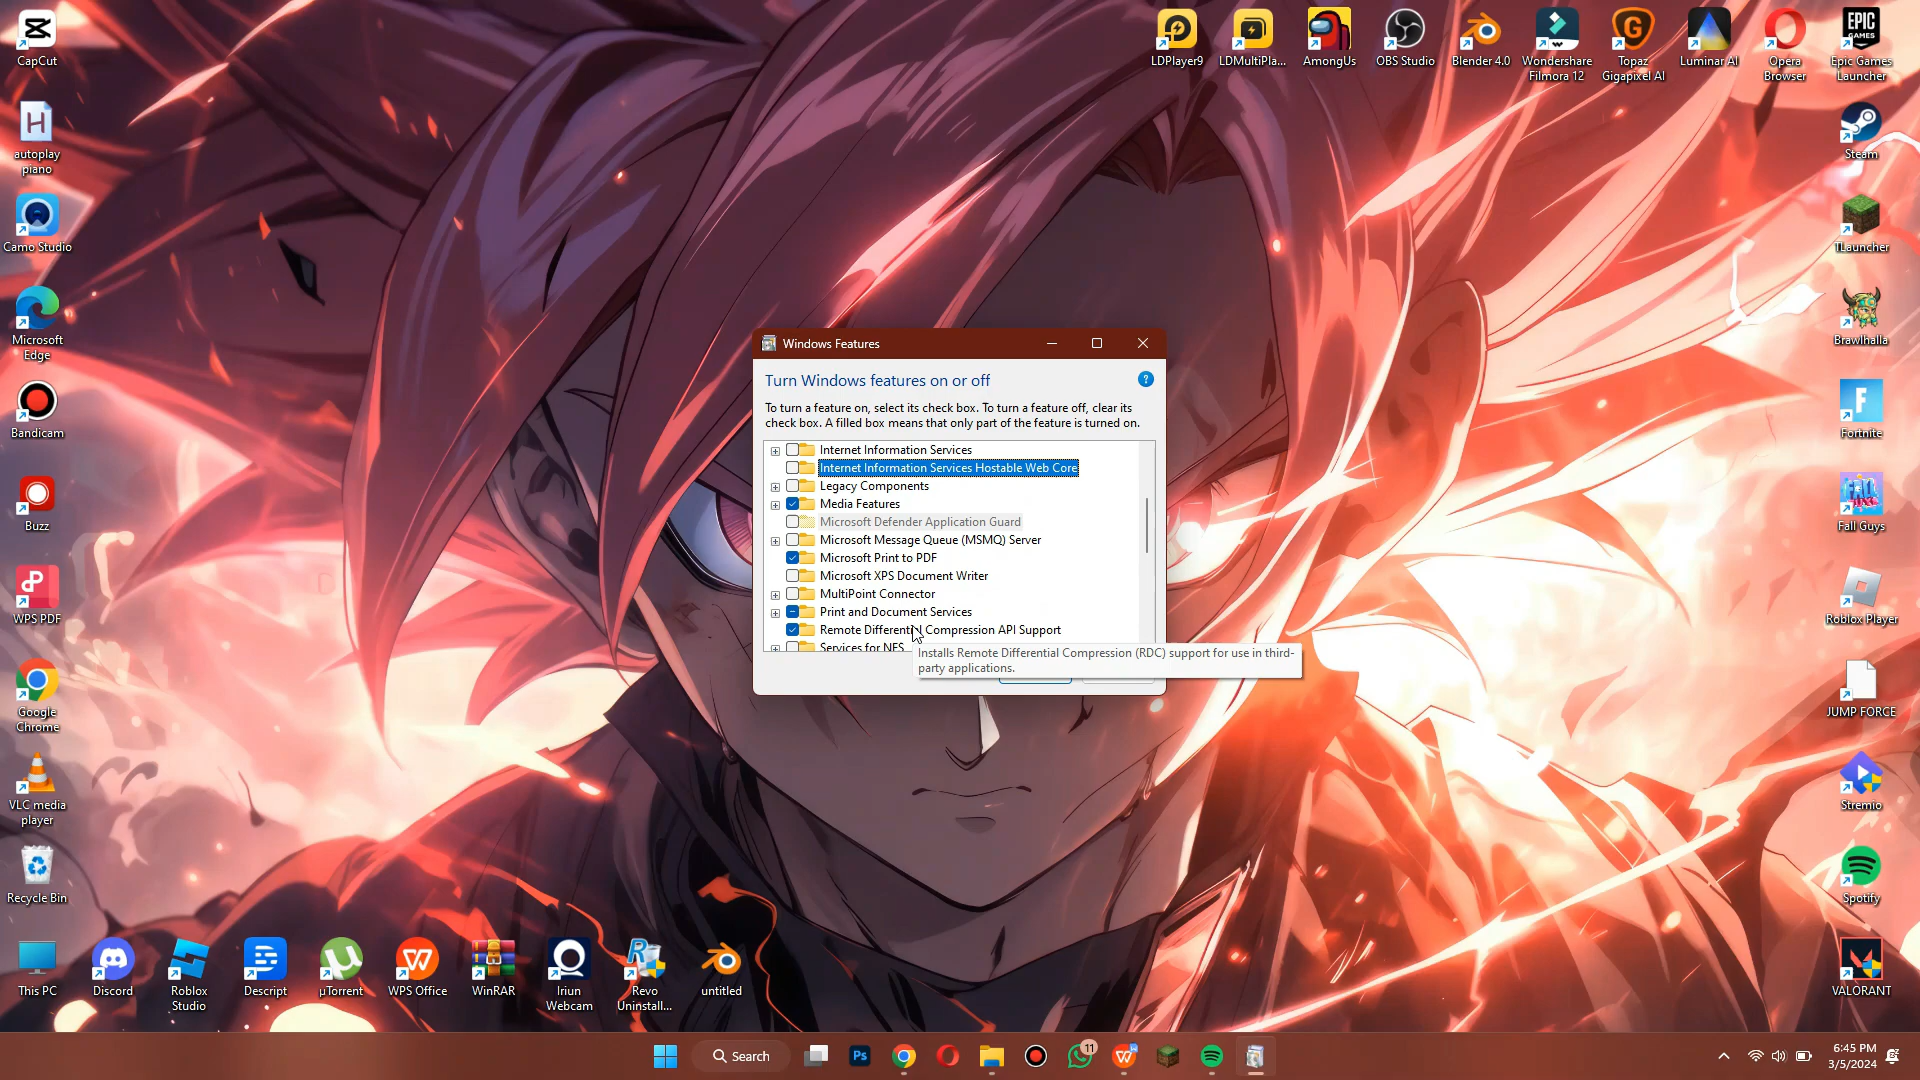 CapCut
autoplay
piano
Camo Studio
Microsoft
Edge
Bandicam
Buzz
WPS PDF
Google
Chrome
VLC media
player
Recycle Bin
This PC
Discord
Roblox
Studio
Descript
µTorrent
WPS Office
WinRAR
Iriun
Webcam
Revo
Uninstall...
untitled
LDPlayer9
LDMultiPla...
AmongUs
OBS Studio
Blender 4.0
Wondershare
Filmora 12
Topaz
Gigapixel AI
Luminar AI
Opera
Browser
EPIC
GAMES
Epic Games
Launcher
Steam
TLauncher
Brawlhalla
Fortnite
FALL
GUYS
Fall Guys
Roblox Player
JUMP FORCE
Stremio
Spotify
VALORANT
Windows Features
Turn Windows features on or off
?
To turn a feature on, select its check box. To turn a feature off, clear its
check box. A filled box means that only part of the feature is turned on.
Internet Information Services
Internet Information Services Hostable Web Core
Legacy Components
Media Features
Microsoft Defender Application Guard
Microsoft Message Queue (MSMQ) Server
Microsoft Print to PDF
Microsoft XPS Document Writer
MultiPoint Connector
Print and Document Services
Remote Differential Compression API Support
Services for NFS
Installs Remote Differential Compression (RDC) support for use in third-
party applications.
Search
Ps
11
6:45 PM
3/5/2024